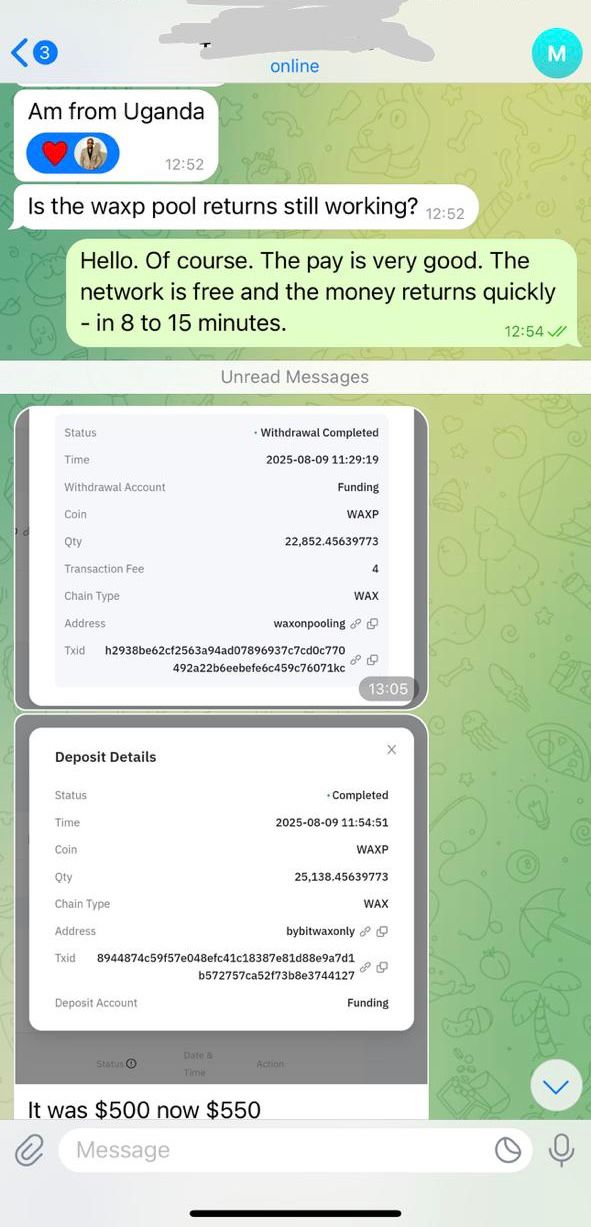 3
online
M
Am from Uganda
12:52
Is the waxp pool returns still working? 12:52
Hello. Of course. The pay is very good. The
network is free and the money returns quickly
- in 8 to 15 minutes.
12:54
Unread Messages
Status · Withdrawal Completed
Time 2025-08-09 11:29:19
Withdrawal Account Funding
Coin WAXP
Qty 22,852.45639773
Transaction Fee 4
Chain Type WAX
Address waxonpooling
Txid h2938be62cf2563a94ad07896937c7cd0c770
492a22b6eebefe6c459c76071kc
13:05
Deposit Details X
Status · Completed
Time 2025-08-09 11:54:51
Coin WAXP
Qty 25,138.45639773
Chain Type WAX
Address bybitwaxonly
Txid 8944874c59f57e048efc41c18387e81d88e9a7d1
b572757ca52f73b8e3744127
Deposit Account Funding
Status Date & Time Action
It was $500 now $550
Message